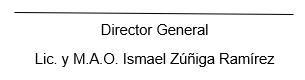 Director General
Lic. y M.A.O. Ismael Zúñiga Ramírez